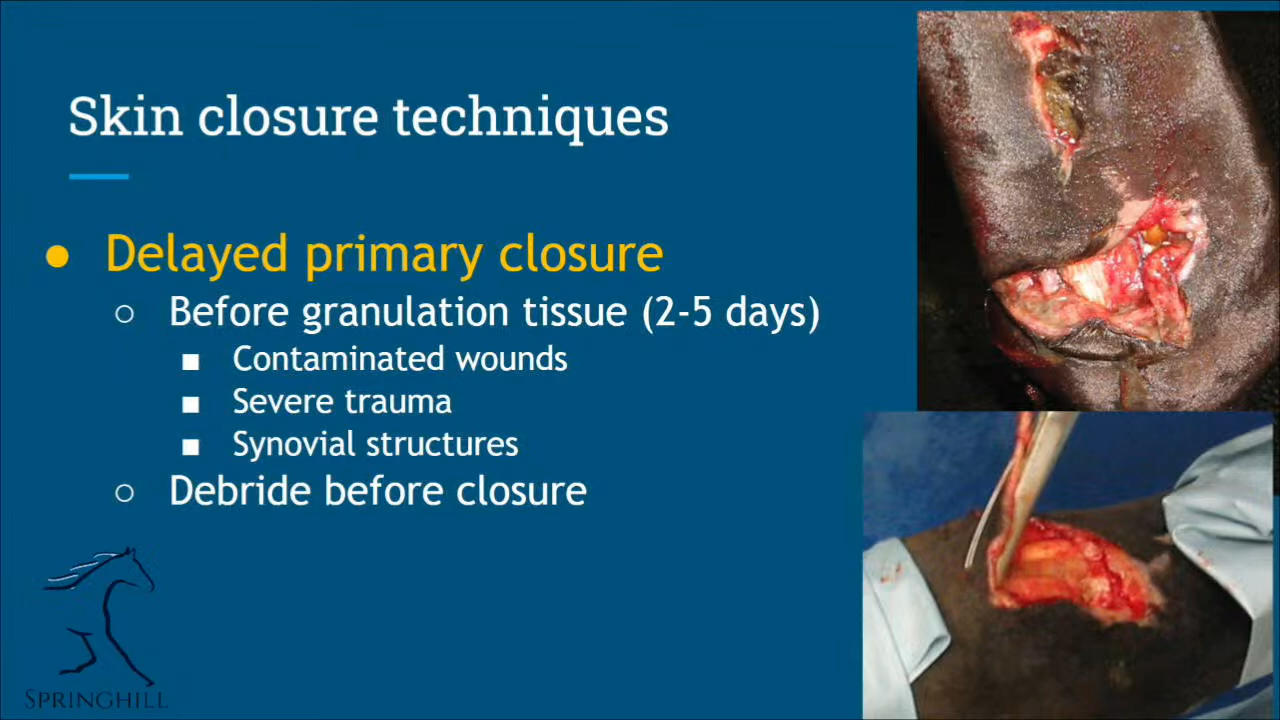 Skin closure techniques
● Delayed primary closure
○ Before granulation tissue (2-5 days)
■ Contaminated wounds
■ Severe trauma
■ Synovial structures
○ Debride before closure
SPRINGHILL